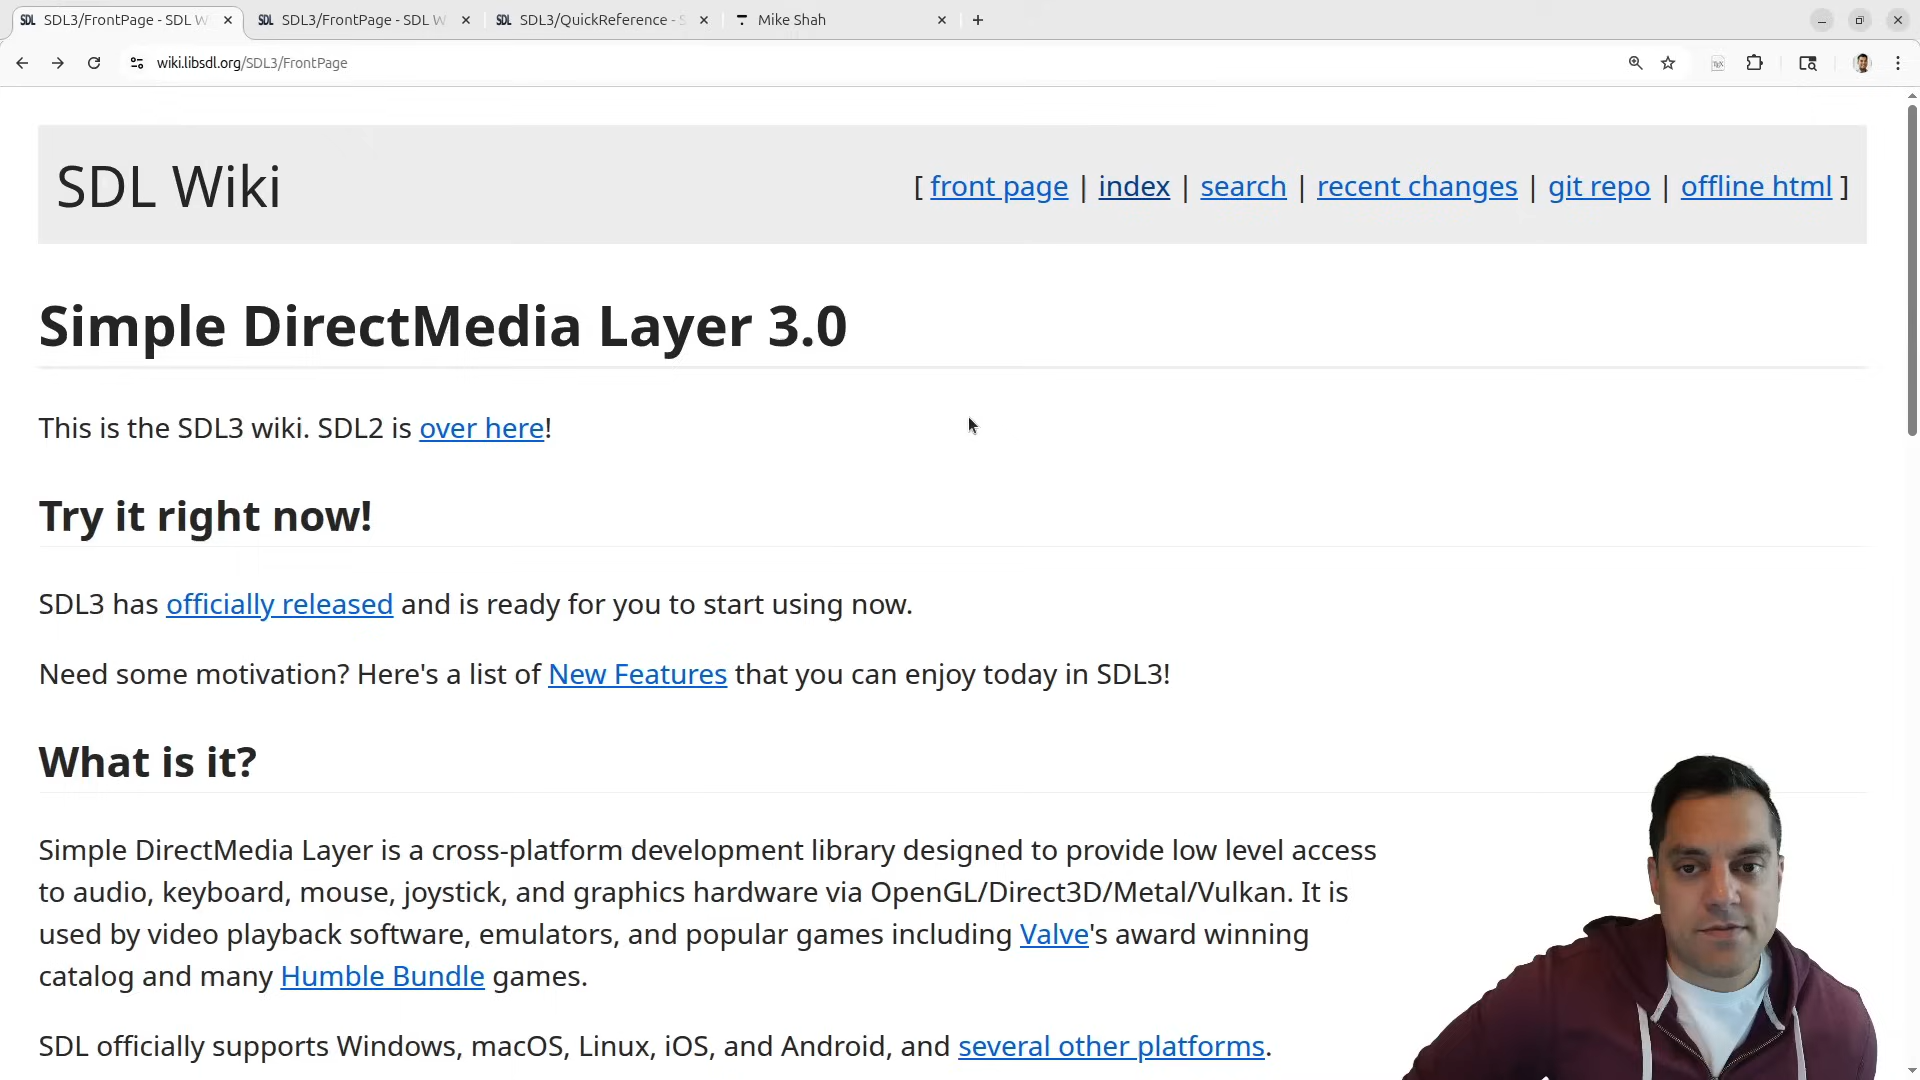 SDL SDL3/FrontPage - SDL W
SDL SDL3/FrontPage - SDL W
SDL SDL3/QuickReference - S
Mike Shah
wiki.libsdl.org/SDL3/FrontPage
SDL Wiki
[ front page | index | search | recent changes | git repo | offline html ]
Simple DirectMedia Layer 3.0
This is the SDL3 wiki. SDL2 is over here!
Try it right now!
SDL3 has officially released and is ready for you to start using now.
Need some motivation? Here's a list of New Features that you can enjoy today in SDL3!
What is it?
Simple DirectMedia Layer is a cross-platform development library designed to provide low level access
to audio, keyboard, mouse, joystick, and graphics hardware via OpenGL/Direct3D/Metal/Vulkan. It is
used by video playback software, emulators, and popular games including Valve's award winning
catalog and many Humble Bundle games.
SDL officially supports Windows, macOS, Linux, iOS, and Android, and several other platforms.